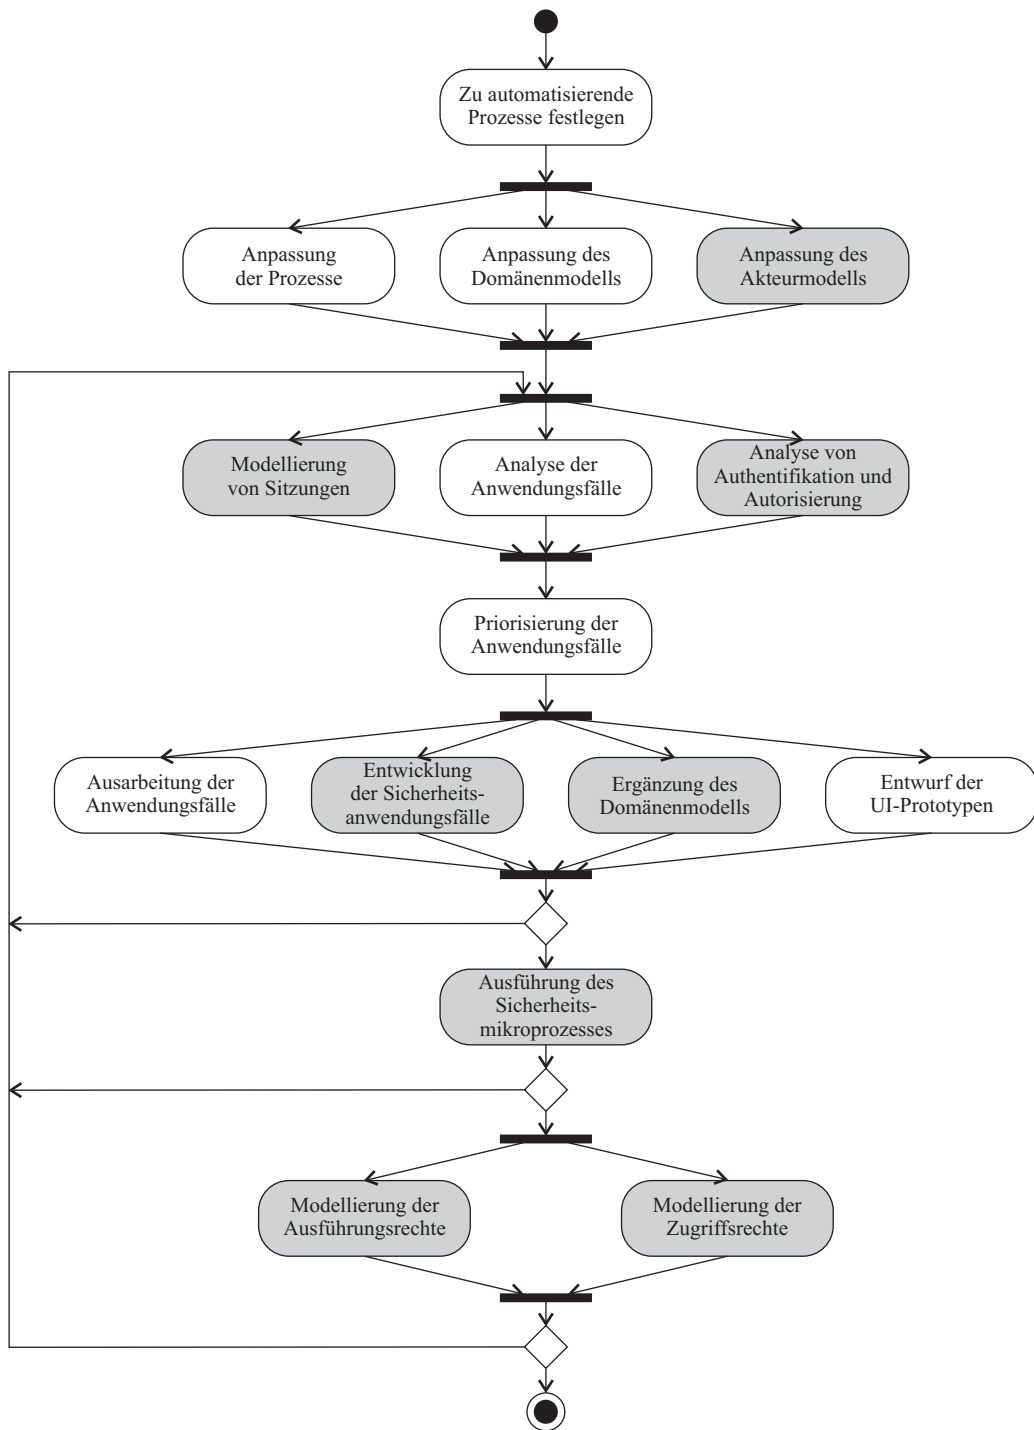 Zu automatisierende
Prozesse festlegen
Anpassung
der Prozesse
Anpassung des
Domänenmodells
Anpassung des
Akteurmodells
Modellierung
von Sitzungen
Analyse der
Anwendungsfälle
Analyse von
Authentifikation und
Autorisierung
Priorisierung der
Anwendungsfälle
Ausarbeitung der
Anwendungsfälle
Entwicklung
der Sicherheits-
anwendungsfälle
Ergänzung des
Domänenmodells
Entwurf der
UI-Prototypen
Ausführung des
Sicherheits-
mikroprozesses
Modellierung der
Ausführungsrechte
Modellierung der
Zugriffsrechte